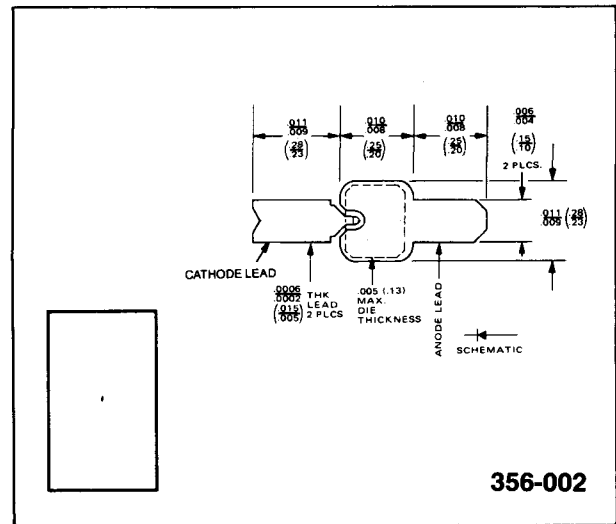 .011 .010 .010 .006
.009 .008 .008 .004
(.28 (.25 (.25 (.15
.23) .20) .20) .10)
2 PLCS.
.011 (.28
.009 .23)
CATHODE LEAD
.0006 THK
.0002 LEAD
(.015 2 PLCS
.005)
.005 (.13)
MAX.
DIE
THICKNESS
ANODE LEAD
SCHEMATIC
356-002